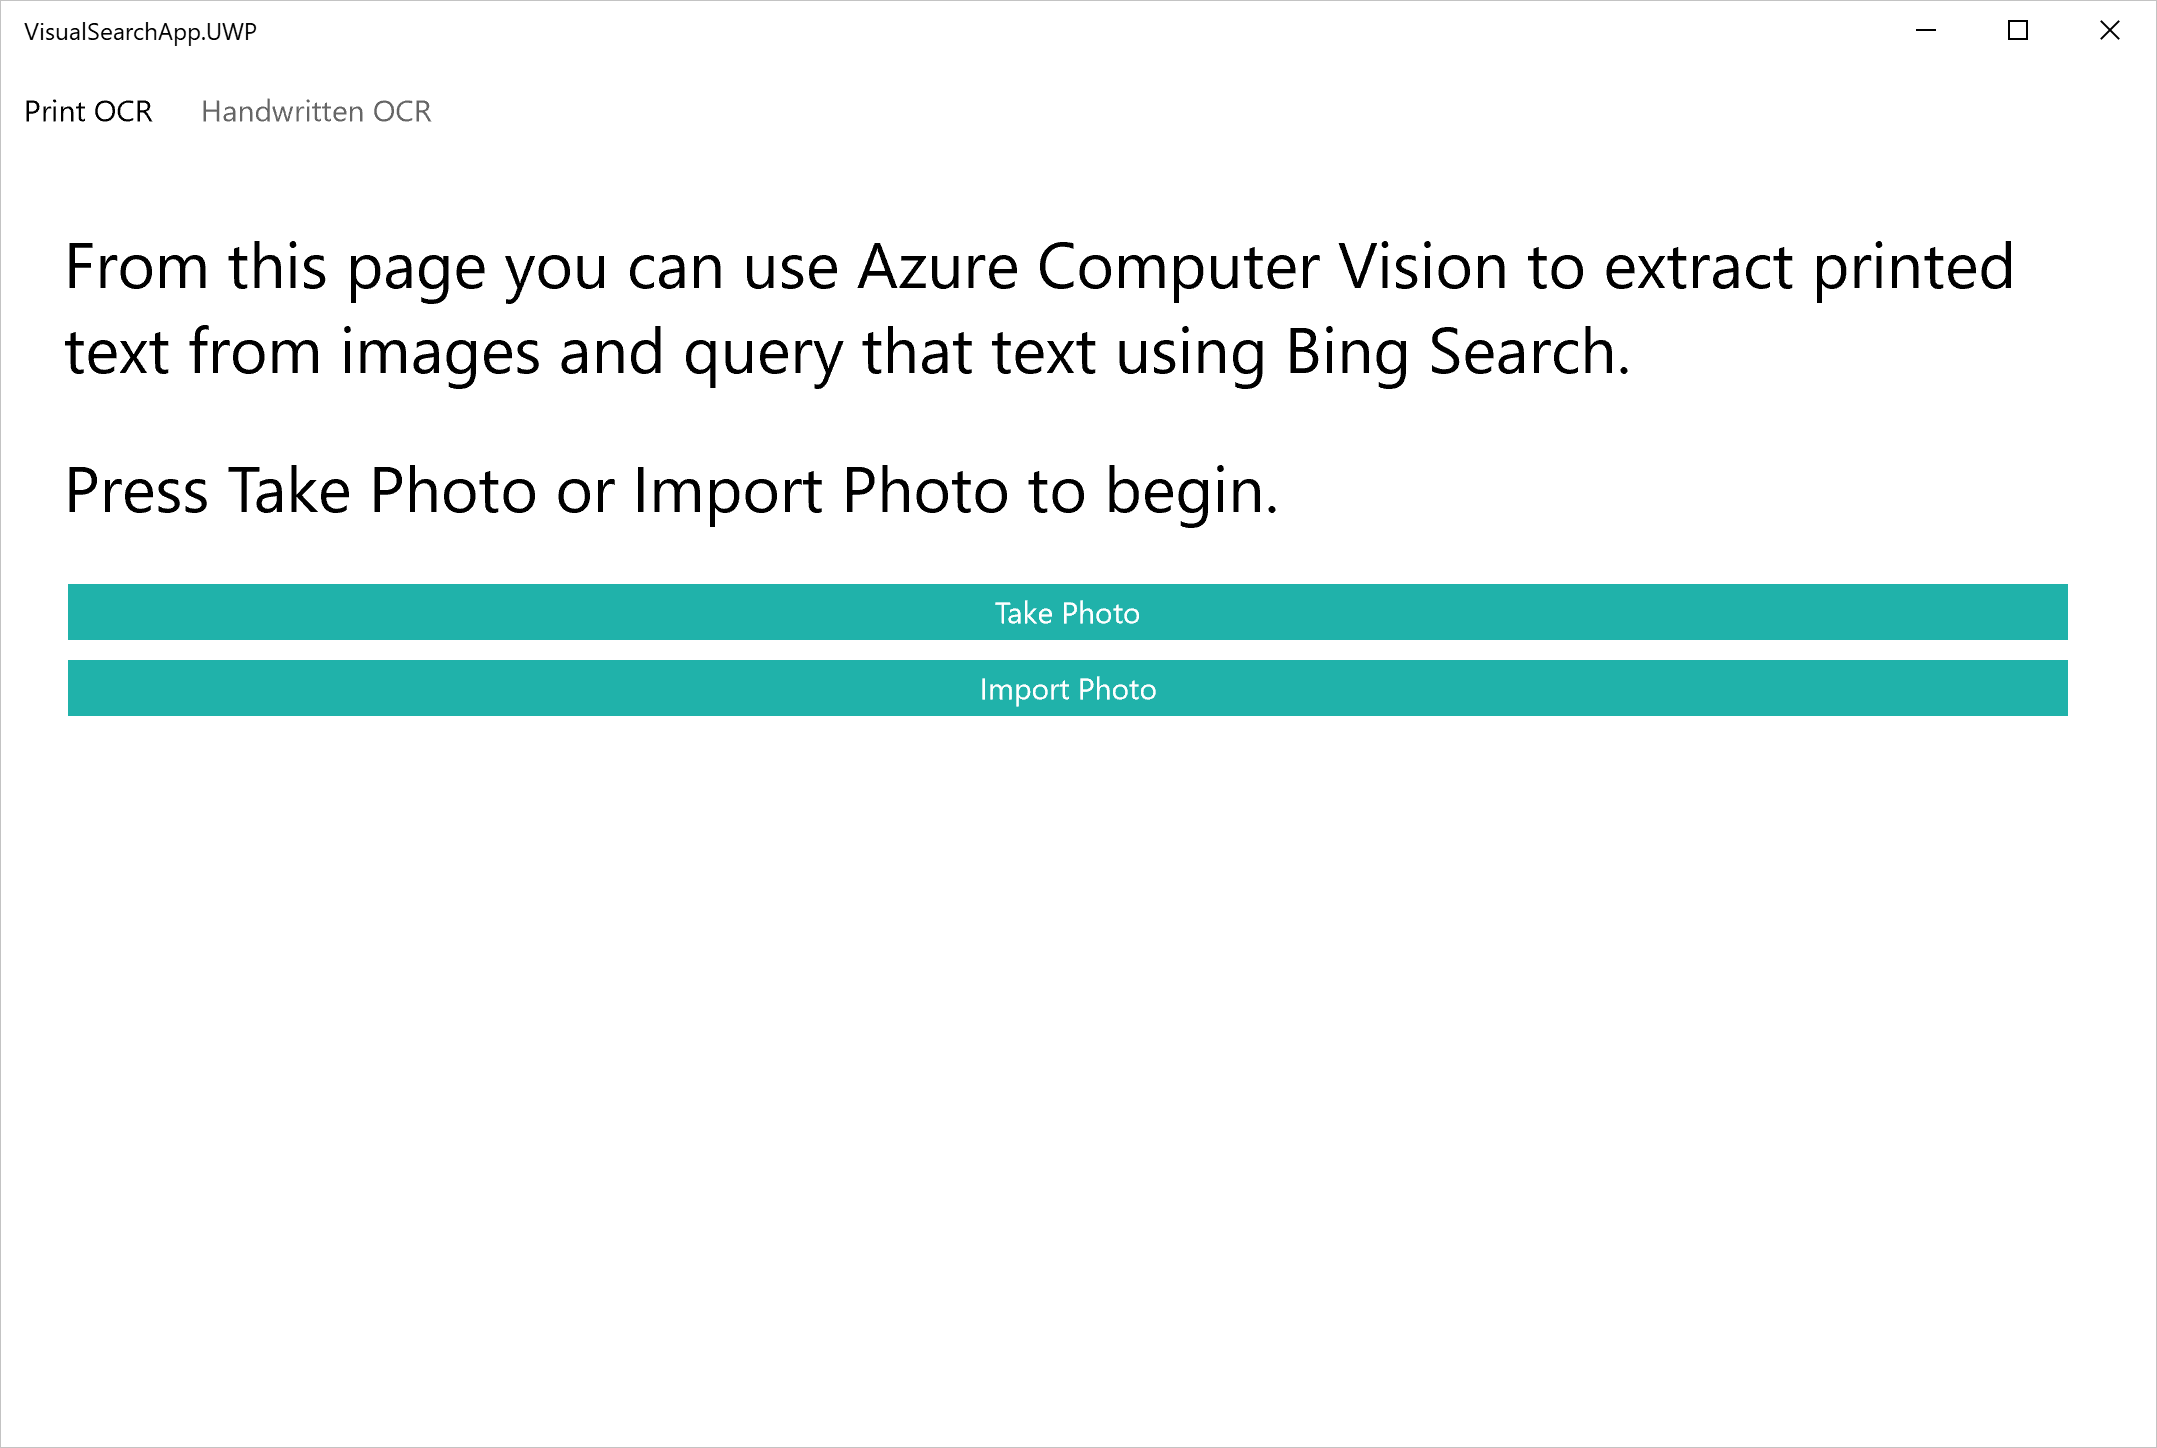 VisualSearchApp.UWP
Print OCR
Handwritten OCR
From this page you can use Azure Computer Vision to extract printed
text from images and query that text using Bing Search.
Press Take Photo or Import Photo to begin.
Take Photo
Import Photo